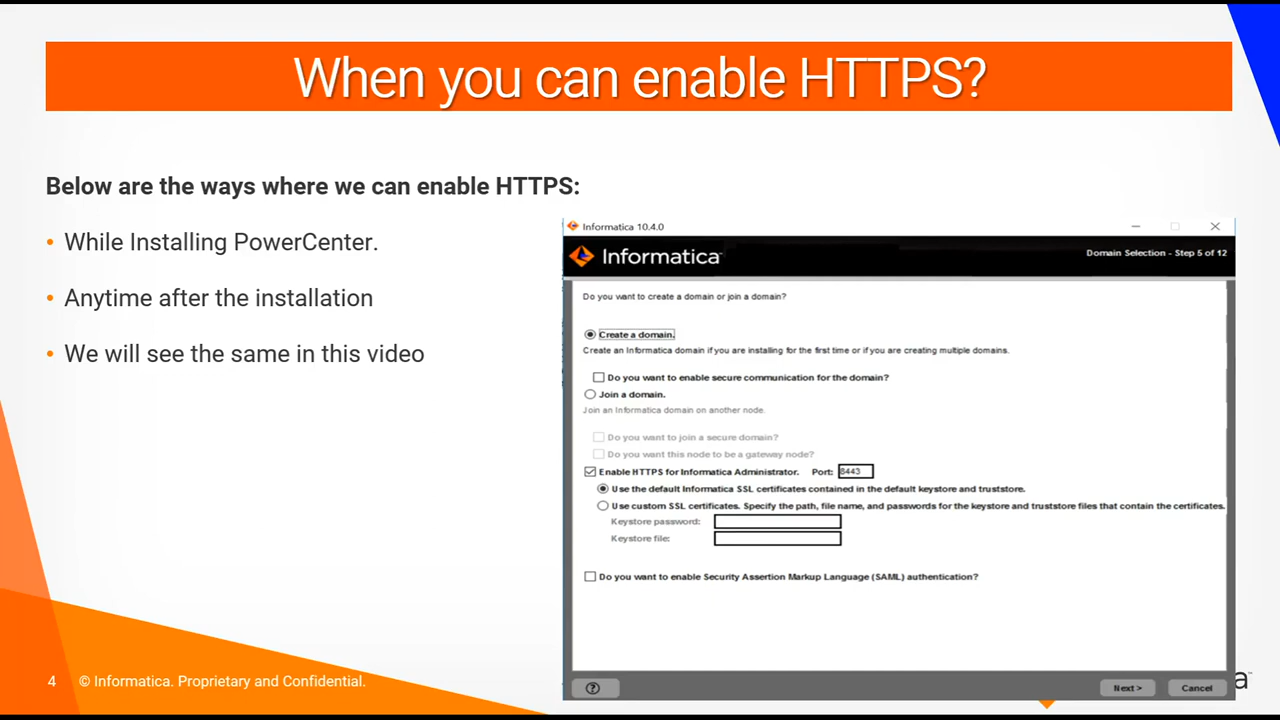 When you can enable HTTPS?
Below are the ways where we can enable HTTPS:
• While Installing PowerCenter.
• Anytime after the installation
• We will see the same in this video
Informatica 10.4.0
Informatica
Domain Selection - Step 5 of 12
Do you want to create a domain or join a domain?
Create a domain.
Create an Informatica domain if you are installing for the first time or if you are creating multiple domains.
Do you want to enable secure communication for the domain?
Join a domain.
Join an Informatica domain on another node.
Do you want to join a secure domain?
Do you want this node to be a gateway node?
Enable HTTPS for Informatica Administrator. Port: 8443
Use the default Informatica SSL certificates contained in the default keystore and truststore.
Use custom SSL certificates. Specify the path, file name, and passwords for the keystore and truststore files that contain the certificates.
Keystore password:
Keystore file:
Do you want to enable Security Assertion Markup Language (SAML) authentication?
? Next > Cancel
4 © Informatica. Proprietary and Confidential.